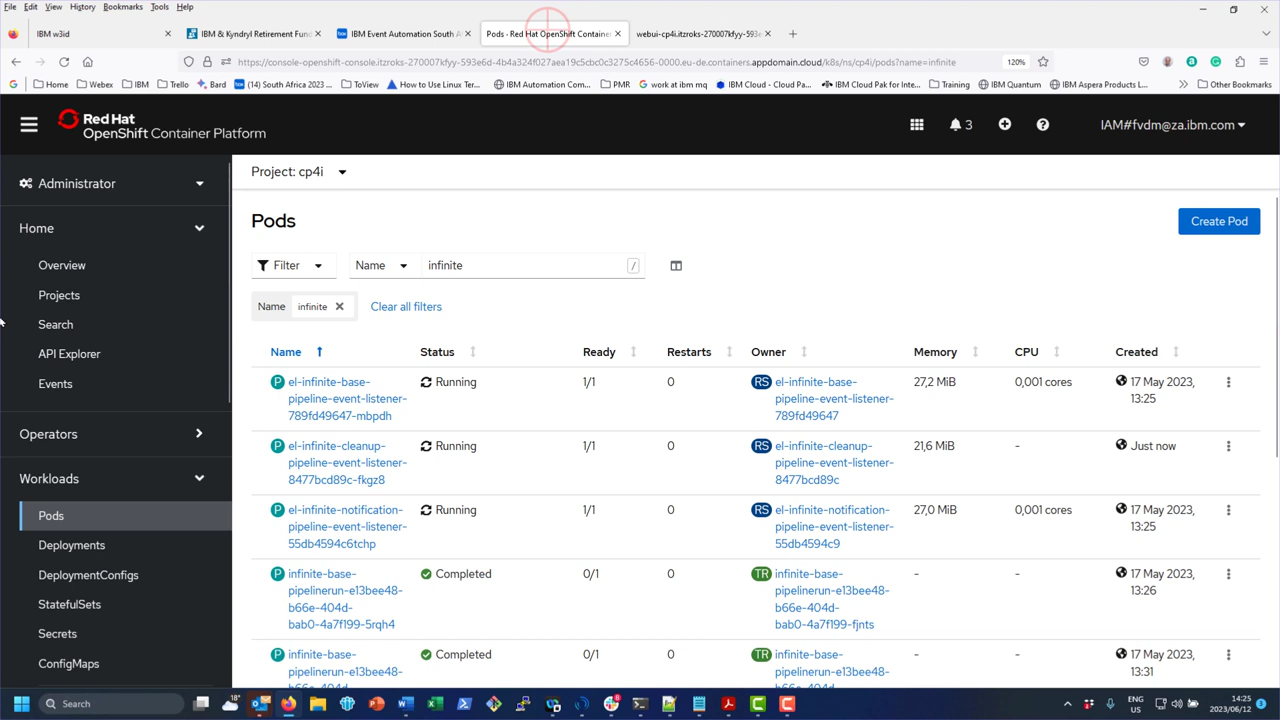 File Edit View History Bookmarks Tools Help
IBM w3id
IBM & Kyndryl Retirement Fund
IBM Event Automation South A
Pods - Red Hat OpenShift Container
webui-cp4i.itzroks-270007kfyy-593e
https://console-openshift-console.itzroks-270007kfyy-593e6d-4b4a324f027aea19c5cbc0c3275c4656-0000.eu-de.containers.appdomain.cloud/k8s/ns/cp4i/pods?name=infinite
120%
Home Webex IBM Trello Bard (14) South Africa 2023 ... ToView How to Use Linux Ter... IBM Automation Com... PMR work at ibm mq IBM Cloud - Cloud Pa... IBM Cloud Pak for Inte... Training IBM Quantum IBM Aspera Products L... Other Bookmarks
Red Hat
OpenShift Container Platform
3
IAM#fvdm@za.ibm.com
Administrator
Home
Overview
Projects
Search
API Explorer
Events
Operators
Workloads
Pods
Deployments
DeploymentConfigs
StatefulSets
Secrets
ConfigMaps
Project: cp4i
Pods
Create Pod
Filter Name infinite /
Name infinite Clear all filters
Name Status Ready Restarts Owner Memory CPU Created
P el-infinite-base-
pipeline-event-listener-
789fd49647-mbpdh
Running 1/1 0
RS el-infinite-base-
pipeline-event-listener-
789fd49647
27,2 MiB 0,001 cores
17 May 2023,
13:25
P el-infinite-cleanup-
pipeline-event-listener-
8477bcd89c-fkgz8
Running 1/1 0
RS el-infinite-cleanup-
pipeline-event-listener-
8477bcd89c
21,6 MiB - Just now
P el-infinite-notification-
pipeline-event-listener-
55db4594c6tchp
Running 1/1 0
RS el-infinite-notification-
pipeline-event-listener-
55db4594c9
27,0 MiB 0,001 cores
17 May 2023,
13:25
P infinite-base-
pipelinerun-e13bee48-
b66e-404d-
bab0-4a7f199-5rqh4
Completed 0/1 0
TR infinite-base-
pipelinerun-e13bee48-
b66e-404d-
bab0-4a7f199-fjnts
- -
17 May 2023,
13:26
P infinite-base-
pipelinerun-e13bee48-
Completed 0/1 0
TR infinite-base-
pipelinerun-e13bee48-
- -
17 May 2023,
13:31
Search
18°
8
ENG
US
14:25
2023/06/12